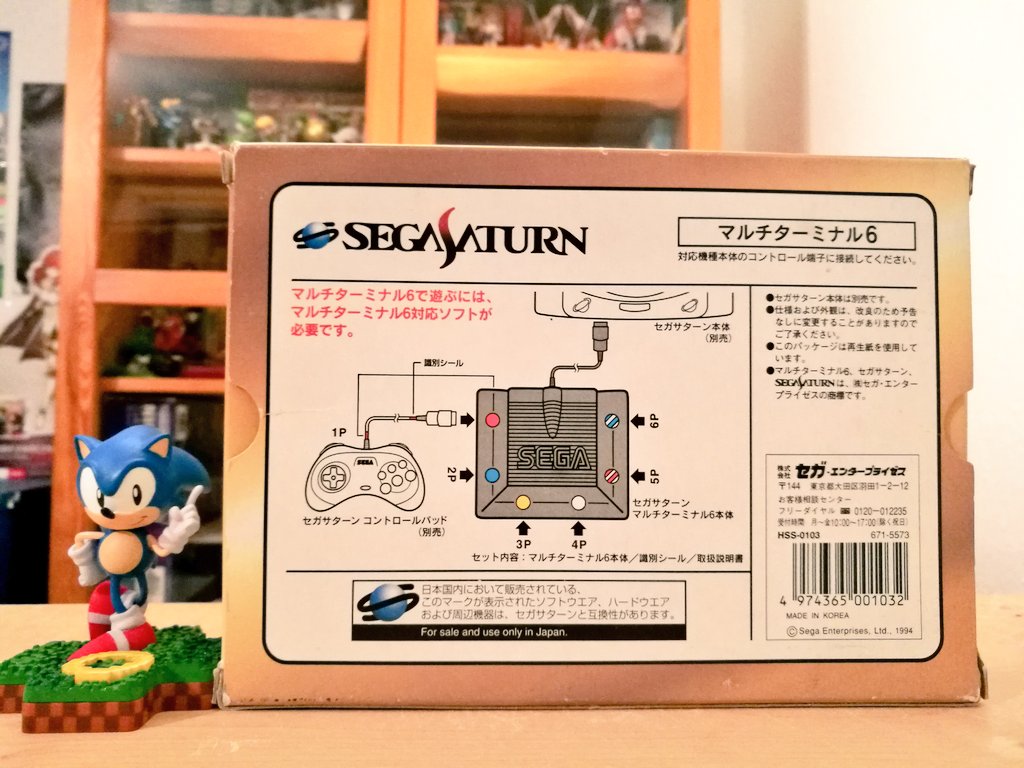 SEGA SATURN
マルチターミナル6
対応機種本体のコントロール端子に接続してください。
マルチターミナル6で遊ぶには、
マルチターミナル6対応ソフトが
必要です。
セガサターン本体
(別売)
識別シール
1P
2P
3P
4P
5P
6P
SEGA
SEGA
セガサターン コントロールパッド
(別売)
セガサターン
マルチターミナル6本体
セット内容：マルチターミナル6本体／識別シール／取扱説明書
●セガサターン本体は別売です。
●仕様および外観は、改良のため予告
なしに変更することがありますので
ご了承ください。
●このパッケージは再生紙を使用して
います。
●マルチターミナル6、セガサターン、
SEGA SATURN は、㈱セガ・エンター
プライゼスの商標です。
株式会社 セガ・エンタープライゼス
〒144 東京都大田区羽田1-2-12
お客様相談センター
フリーダイヤル 0120-012235
受付時間 月〜金10:00〜17:00(除く祝日)
HSS-0103 671-5573
4 974365 001032
MADE IN KOREA
©Sega Enterprises, Ltd., 1994
日本国内において販売されている、
このマークが表示されたソフトウエア、ハードウエア
および周辺機器は、セガサターンと互換性があります。
For sale and use only in Japan.